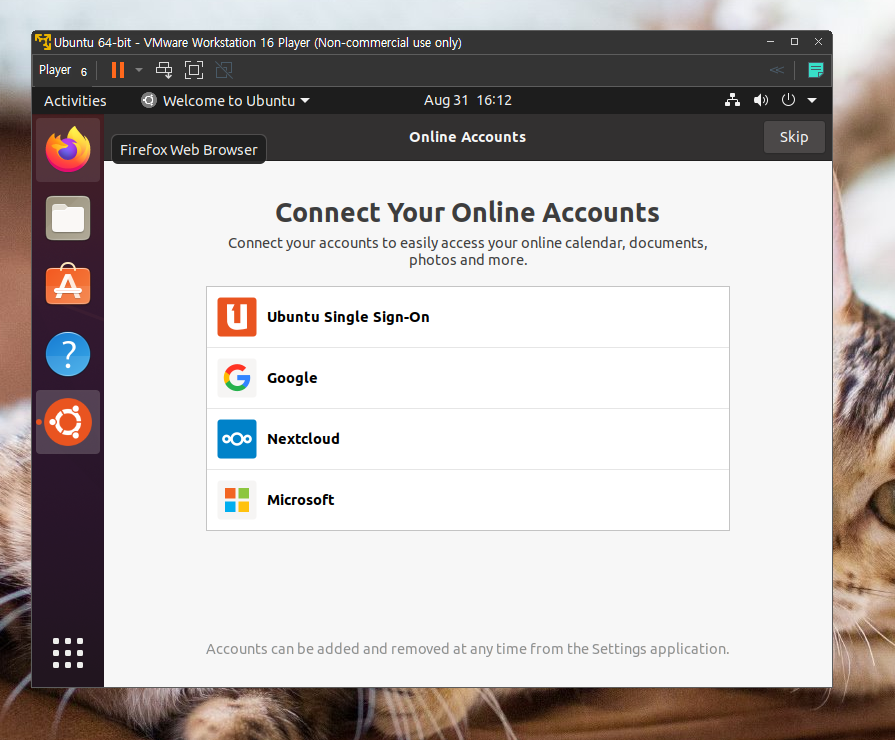 Ubuntu 64-bit - VMware Workstation 16 Player (Non-commercial use only)
Player 6
Activities
Welcome to Ubuntu
Aug 31 16:12
Firefox Web Browser
Online Accounts
Skip
Connect Your Online Accounts
Connect your accounts to easily access your online calendar, documents,
photos and more.
Ubuntu Single Sign-On
Google
Nextcloud
Microsoft
Accounts can be added and removed at any time from the Settings application.